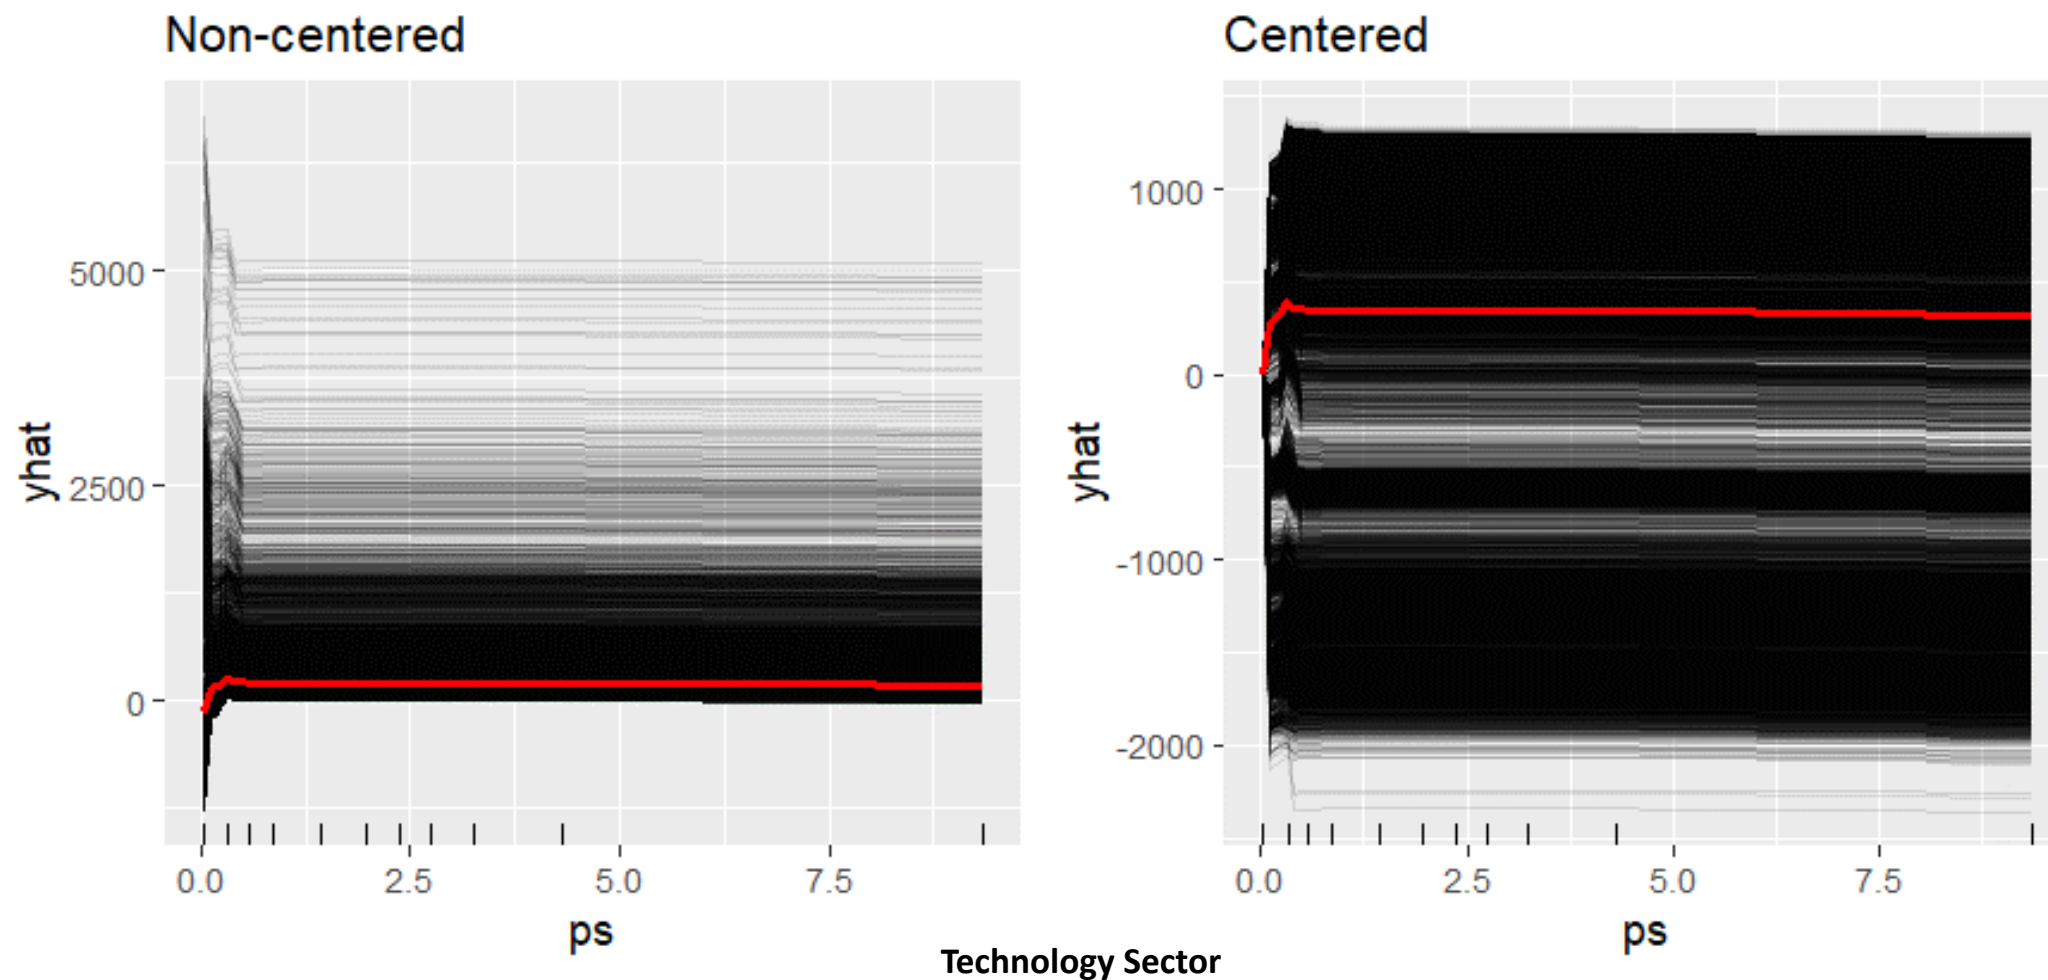 Non-centered
5000
2500
0
yhat
0.0 2.5 5.0 7.5
ps
Centered
1000
0
-1000
-2000
yhat
0.0 2.5 5.0 7.5
ps
Technology Sector